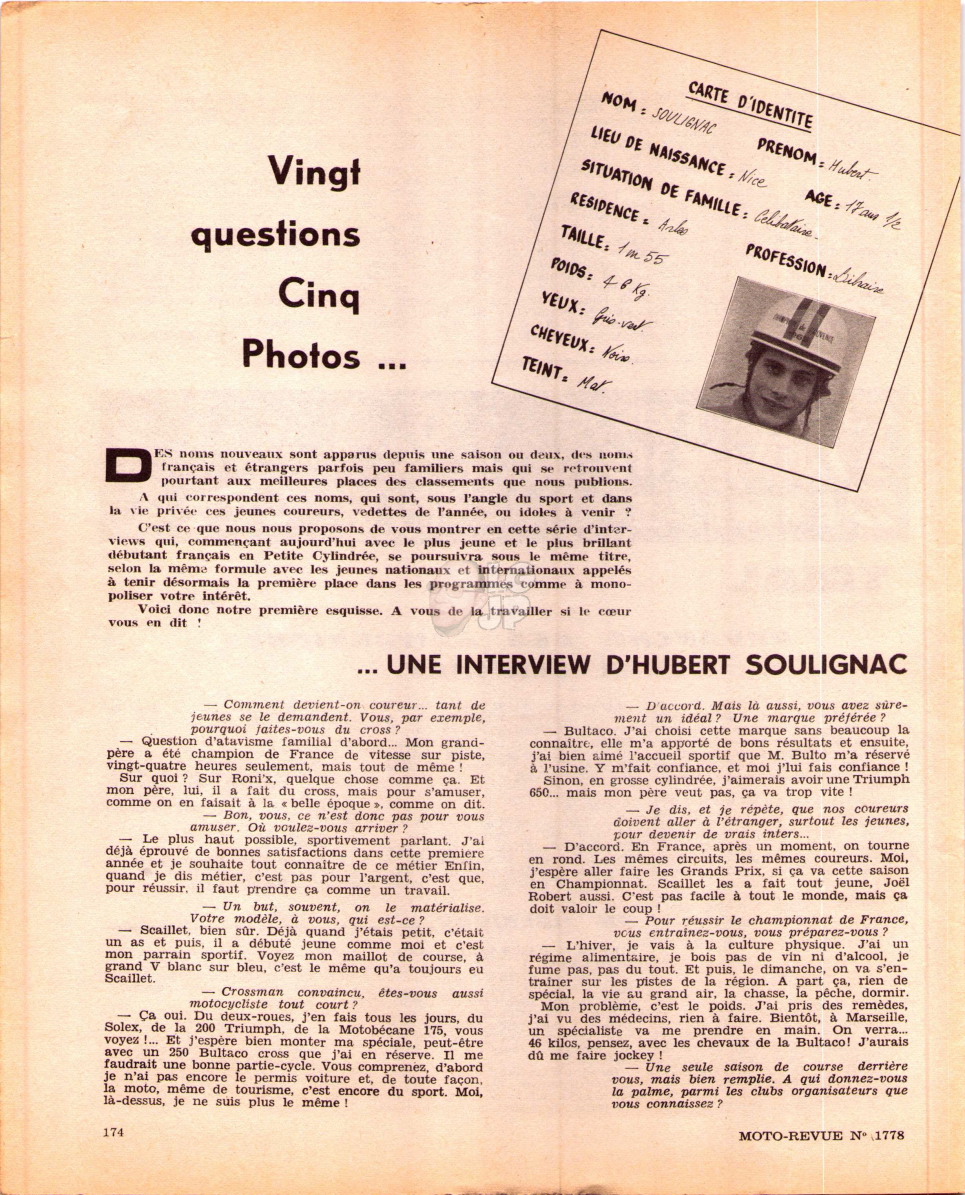 Vingt
questions
Cinq
Photos ...
CARTE D'IDENTITE
NOM : SOULIGNAC
PRENOM : Hubert.
LIEU DE NAISSANCE : Nice
AGE : 17 ans 1/2
SITUATION DE FAMILLE : Celibataire.
RESIDENCE : Arles
PROFESSION : Libraire
TAILLE : 1 m 55
POIDS : 46 Kg.
YEUX : Gris-vert
CHEVEUX : Noirs.
TEINT : Mat.
DES noms nouveaux sont apparus depuis une saison ou deux, des noms
français et étrangers parfois peu familiers mais qui se retrouvent
pourtant aux meilleures places des classements que nous publions.
A qui correspondent ces noms, qui sont, sous l'angle du sport et dans
la vie privée ces jeunes coureurs, vedettes de l'année, ou idoles à venir ?
C'est ce que nous nous proposons de vous montrer en cette série d'inter-
views qui, commençant aujourd'hui avec le plus jeune et le plus brillant
débutant français en Petite Cylindrée, se poursuivra sous le même titre,
selon la même formule avec les jeunes nationaux et internationaux appelés
à tenir désormais la première place dans les programmes comme à mono-
poliser votre intérêt.
Voici donc notre première esquisse. A vous de la travailler si le cœur
vous en dit !
JP
... UNE INTERVIEW D'HUBERT SOULIGNAC
— Comment devient-on coureur... tant de
jeunes se le demandent. Vous, par exemple,
pourquoi faites-vous du cross ?
— Question d'atavisme familial d'abord... Mon grand-
père a été champion de France de vitesse sur piste,
vingt-quatre heures seulement, mais tout de même !
Sur quoi ? Sur Roni'x, quelque chose comme ça. Et
mon père, lui, il a fait du cross, mais pour s'amuser,
comme on en faisait à la « belle époque », comme on dit.
— Bon, vous, ce n'est donc pas pour vous
amuser. Où voulez-vous arriver ?
— Le plus haut possible, sportivement parlant. J'ai
déjà éprouvé de bonnes satisfactions dans cette premiere
année et je souhaite tout connaître de ce métier Enfin,
quand je dis métier, c'est pas pour l'argent, c'est que,
pour réussir, il faut prendre ça comme un travail.
— Un but, souvent, on le matérialise.
Votre modèle, à vous, qui est-ce ?
— Scaillet, bien sûr. Déjà quand j'étais petit, c'était
un as et puis, il a débuté jeune comme moi et c'est
mon parrain sportif. Voyez mon maillot de course, à
grand V blanc sur bleu, c'est le même qu'a toujours eu
Scaillet.
— Crossman convaincu, êtes-vous aussi
motocycliste tout court ?
— Ça oui. Du deux-roues, j'en fais tous les jours, du
Solex, de la 200 Triumph, de la Motobécane 175, vous
voyez !... Et j'espère bien monter ma spéciale, peut-être
avec un 250 Bultaco cross que j'ai en réserve. Il me
faudrait une bonne partie-cycle. Vous comprenez, d'abord
je n'ai pas encore le permis voiture et, de toute façon,
la moto, même de tourisme, c'est encore du sport. Moi,
là-dessus, je ne suis plus le même !
— D'accord. Mais là aussi, vous avez sûre-
ment un idéal ? Une marque préférée ?
— Bultaco. J'ai choisi cette marque sans beaucoup la
connaître, elle m'a apporté de bons résultats et ensuite,
j'ai bien aimé l'accueil sportif que M. Bulto m'a réservé
à l'usine. Y m'fait confiance, et moi j'lui fais confiance !
Sinon, en grosse cylindrée, j'aimerais avoir une Triumph
650... mais mon père veut pas, ça va trop vite !
— Je dis, et je répète, que nos coureurs
doivent aller à l'étranger, surtout les jeunes,
pour devenir de vrais inters...
— D'accord. En France, après un moment, on tourne
en rond. Les mêmes circuits, les mêmes coureurs. Moi,
j'espère aller faire les Grands Prix, si ça va cette saison
en Championnat. Scaillet les a fait tout jeune, Joël
Robert aussi. C'est pas facile à tout le monde, mais ça
doit valoir le coup !
— Pour réussir le championnat de France,
vous entraînez-vous, vous préparez-vous ?
— L'hiver, je vais à la culture physique. J'ai un
régime alimentaire, je bois pas de vin ni d'alcool, je
fume pas, pas du tout. Et puis, le dimanche, on va s'en-
traîner sur les pistes de la région. A part ça, rien de
spécial, la vie au grand air, la chasse, la pêche, dormir.
Mon problème, c'est le poids. J'ai pris des remèdes,
j'ai vu des médecins, rien à faire. Bientôt, à Marseille,
un spécialiste va me prendre en main. On verra...
46 kilos, pensez, avec les chevaux de la Bultaco! J'aurais
dû me faire jockey !
— Une seule saison de course derrière
vous, mais bien remplie. A qui donnez-vous
la palme, parmi les clubs organisateurs que
vous connaissez ?
174
MOTO-REVUE N° 1778